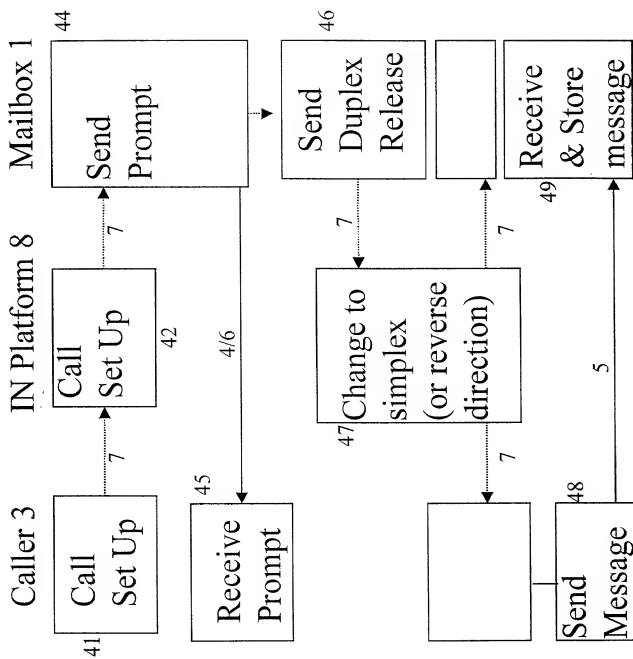 Caller 3
IN Platform 8
Mailbox 1
41
Call
Set Up
7
Call
Set Up
42
7
44
Send
Prompt
45
Receive
Prompt
4/6
46
Send
Duplex
Release
7
47
Change to
simplex
(or reverse
direction)
7
7
48
Send
Message
5
49
Receive
& Store
message